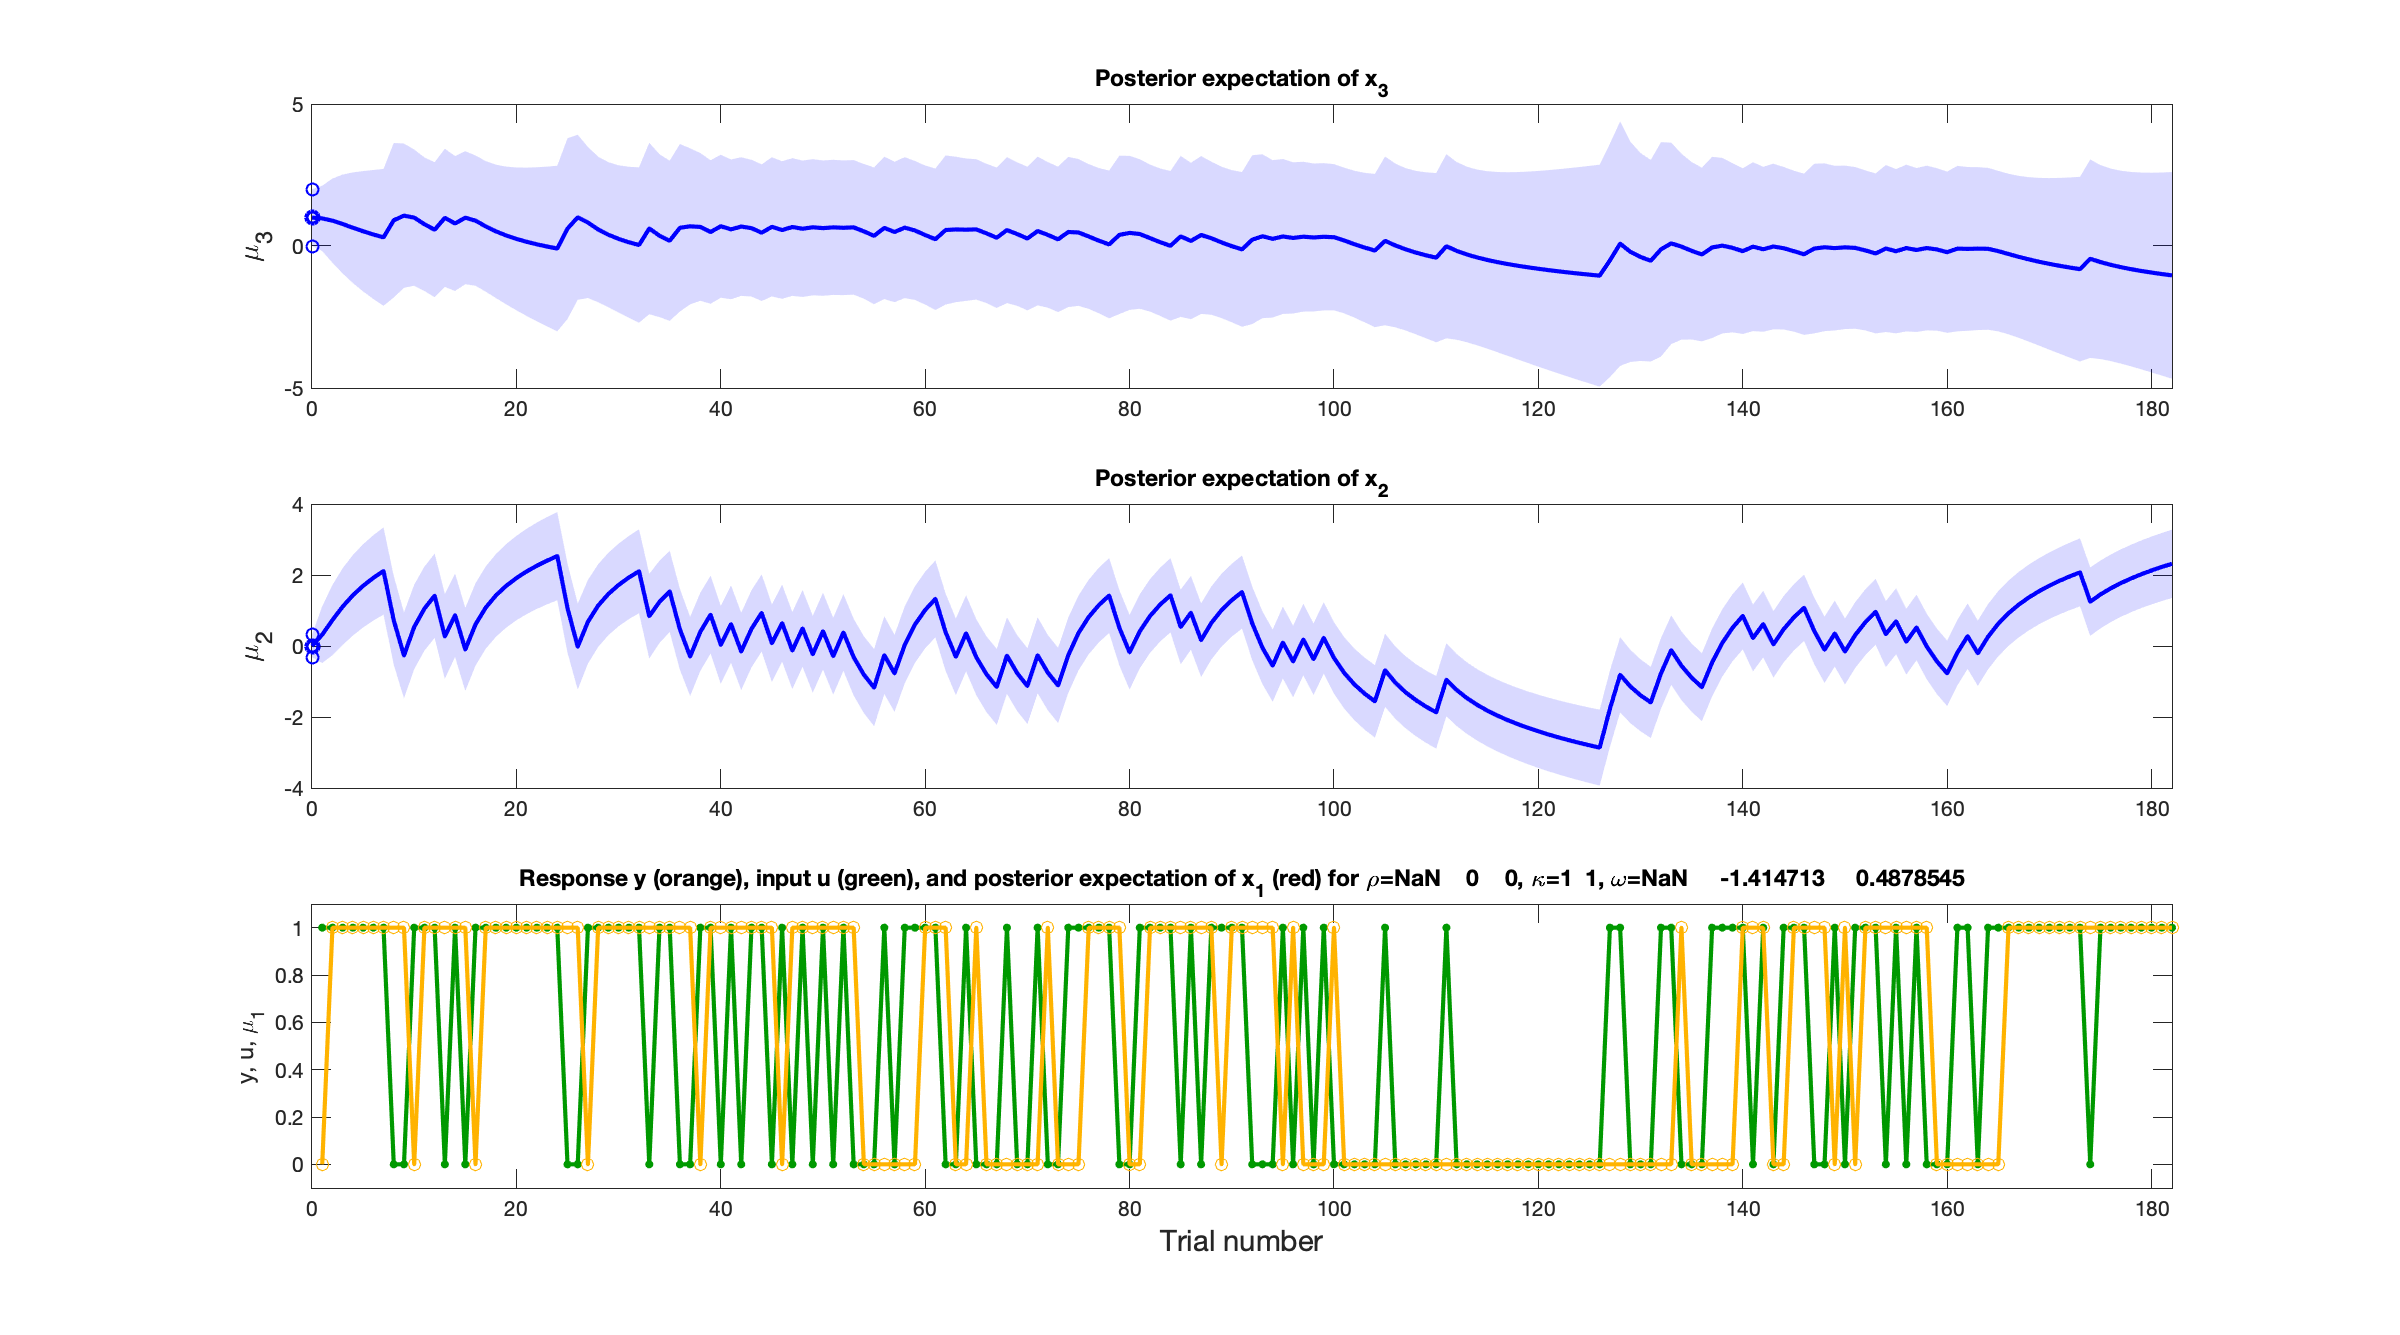 Posterior expectation of x3
5
0
-5
μ3
0 20 40 60 80 100 120 140 160 180
Posterior expectation of x2
4
2
0
-2
-4
μ2
0 20 40 60 80 100 120 140 160 180
Response y (orange), input u (green), and posterior expectation of x1 (red) for ρ=NaN 0 0, κ=1 1, ω=NaN -1.414713 0.4878545
1
0.8
0.6
0.4
0.2
0
y, u, μ1
0 20 40 60 80 100 120 140 160 180
Trial number